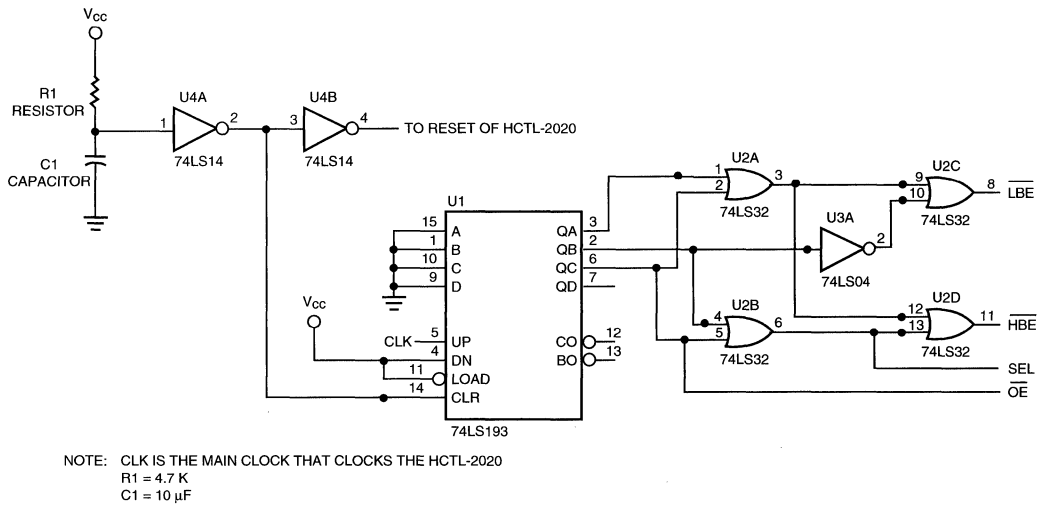 VCC
R1
RESISTOR
C1
CAPACITOR
U4A
1
2
74LS14
U4B
3
4
74LS14
TO RESET OF HCTL-2020
U1
15 A
1 B
10 C
9 D
5 UP
4 DN
11 LOAD
14 CLR
QA 3
QB 2
QC 6
QD 7
CO 12
BO 13
74LS193
VCC
CLK
U2A
1
2
3
74LS32
U3A
2
74LS04
U2B
4
5
6
74LS32
U2C
9
10
8
74LS32
LBE
U2D
12
13
11
74LS32
HBE
SEL
OE
NOTE: CLK IS THE MAIN CLOCK THAT CLOCKS THE HCTL-2020
R1 = 4.7 K
C1 = 10 µF